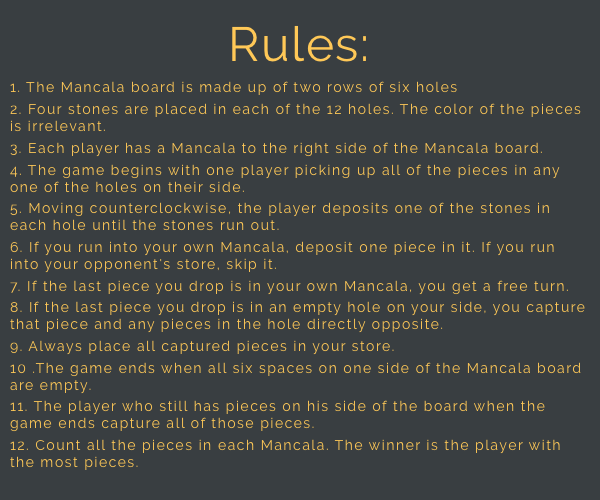 Rules:
1. The Mancala board is made up of two rows of six holes
2. Four stones are placed in each of the 12 holes. The color of the pieces
is irrelevant.
3. Each player has a Mancala to the right side of the Mancala board.
4. The game begins with one player picking up all of the pieces in any
one of the holes on their side.
5. Moving counterclockwise, the player deposits one of the stones in
each hole until the stones run out.
6. If you run into your own Mancala, deposit one piece in it. If you run
into your opponent's store, skip it.
7. If the last piece you drop is in your own Mancala, you get a free turn.
8. If the last piece you drop is in an empty hole on your side, you capture
that piece and any pieces in the hole directly opposite.
9. Always place all captured pieces in your store.
10 .The game ends when all six spaces on one side of the Mancala board
are empty.
11. The player who still has pieces on his side of the board when the
game ends capture all of those pieces.
12. Count all the pieces in each Mancala. The winner is the player with
the most pieces.